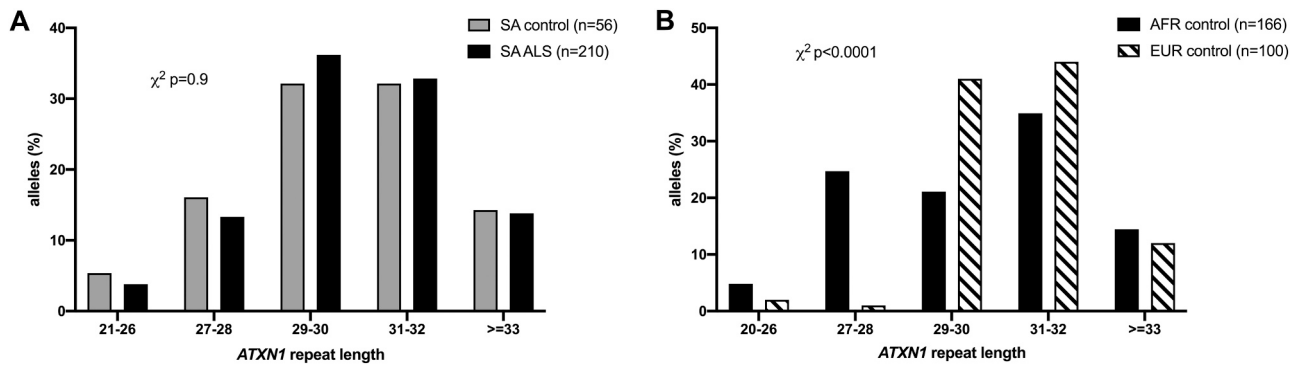 A
SA control (n=56)
SA ALS (n=210)
χ² p=0.9
alleles (%)
40
30
20
10
0
21-26
27-28
29-30
31-32
>=33
ATXN1 repeat length
B
AFR control (n=166)
EUR control (n=100)
χ² p<0.0001
alleles (%)
50
40
30
20
10
0
20-26
27-28
29-30
31-32
>=33
ATXN1 repeat length